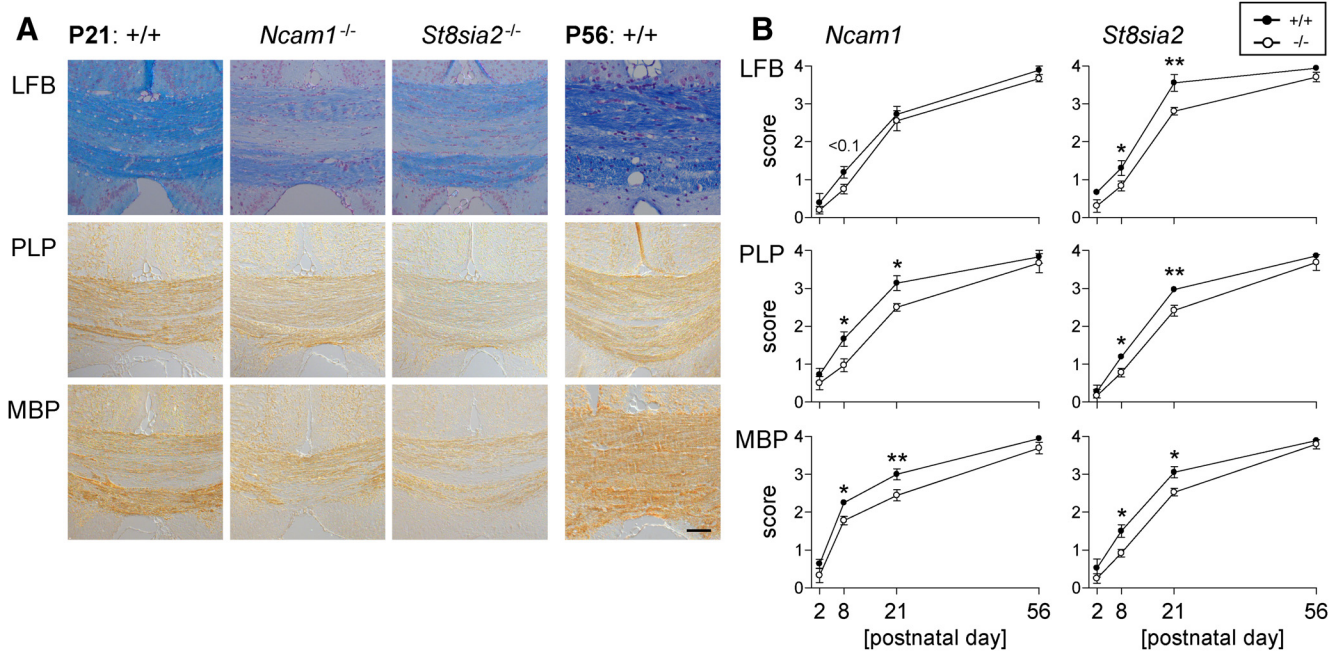 A
P21: +/+ Ncam1-/- St8sia2-/- P56: +/+
LFB
PLP
MBP
B
Ncam1 St8sia2
+/+
-/-
LFB
score
4
3
2
1
0
<0.1
4
3
2
1
0
*
**
PLP
score
4
3
2
1
0
*
*
4
3
2
1
0
*
**
MBP
score
4
3
2
1
0
*
**
2 8 21 56
[postnatal day]
4
3
2
1
0
*
*
2 8 21 56
[postnatal day]